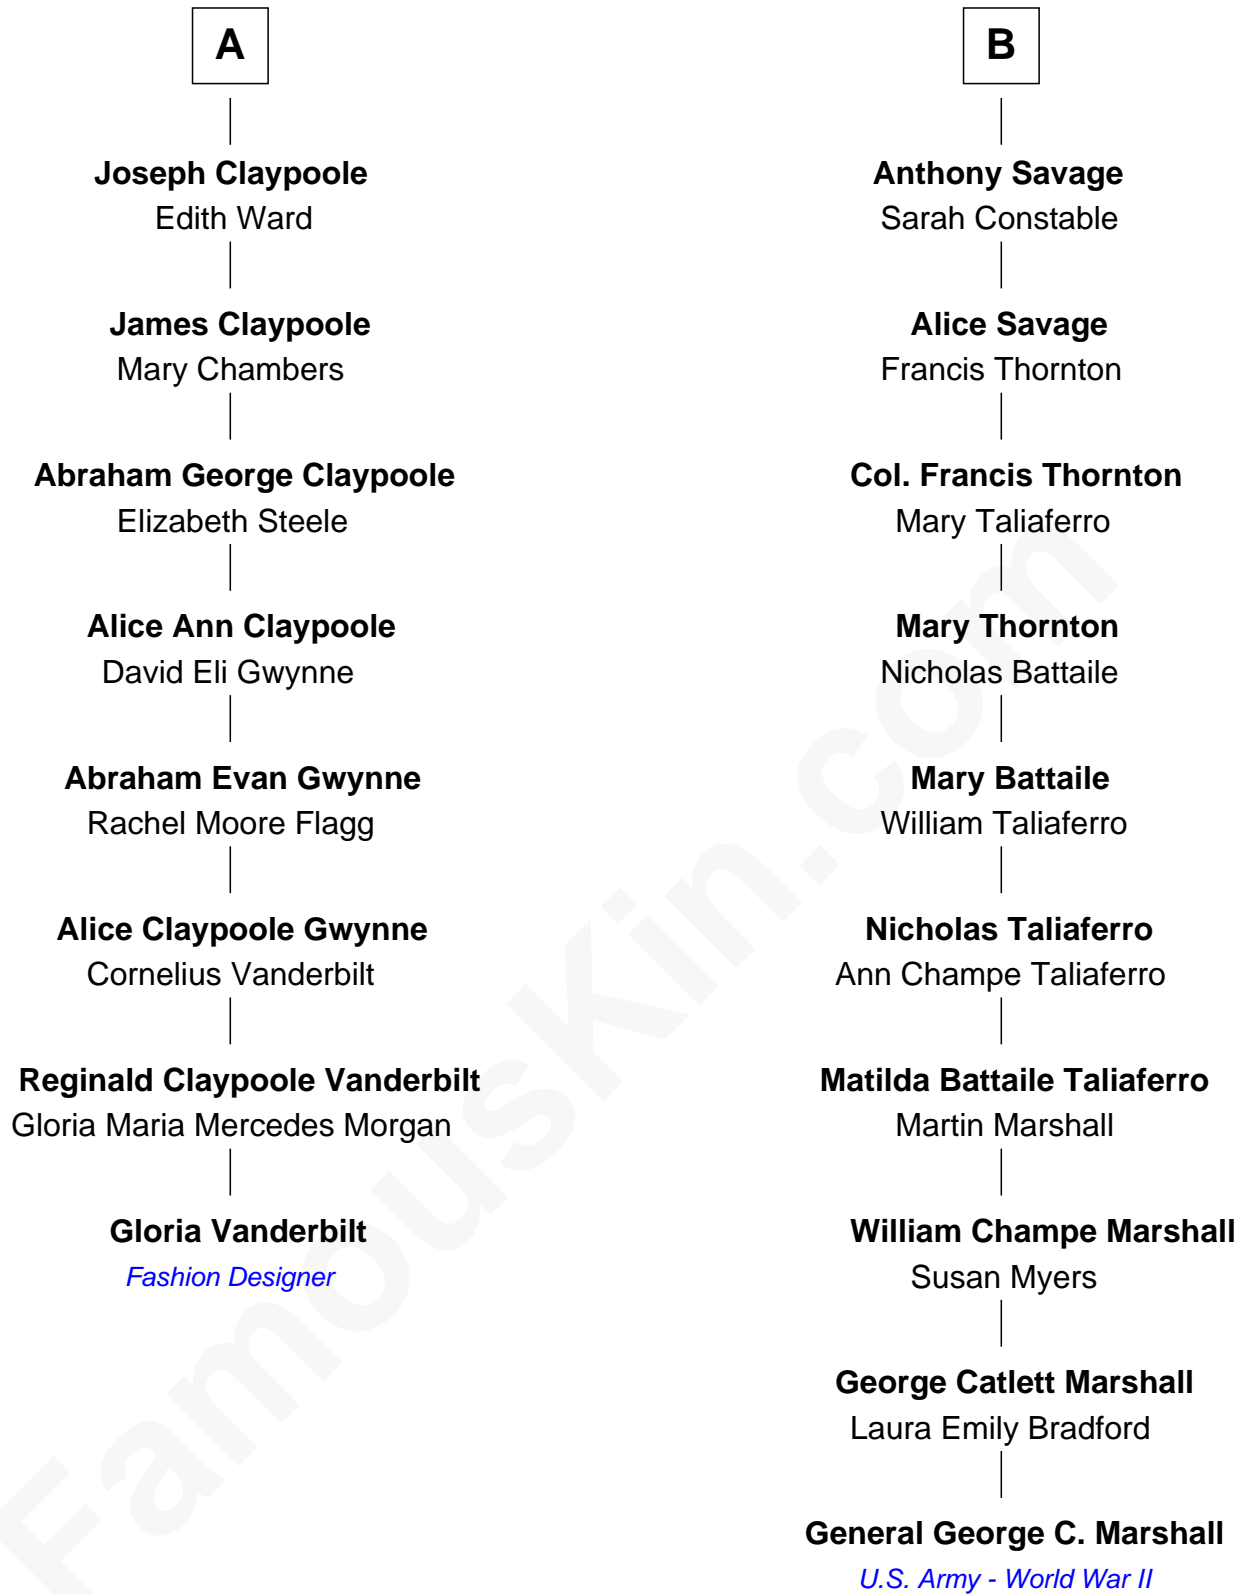 A
Joseph Claypoole
Edith Ward
James Claypoole
Mary Chambers
Abraham George Claypoole
Elizabeth Steele
Alice Ann Claypoole
David Eli Gwynne
Abraham Evan Gwynne
Rachel Moore Flagg
Alice Claypoole Gwynne
Cornelius Vanderbilt
Reginald Claypoole Vanderbilt
Gloria Maria Mercedes Morgan
Gloria Vanderbilt
Fashion Designer
B
Anthony Savage
Sarah Constable
Alice Savage
Francis Thornton
Col. Francis Thornton
Mary Taliaferro
Mary Thornton
Nicholas Battaile
Mary Battaile
William Taliaferro
Nicholas Taliaferro
Ann Champe Taliaferro
Matilda Battaile Taliaferro
Martin Marshall
William Champe Marshall
Susan Myers
George Catlett Marshall
Laura Emily Bradford
General George C. Marshall
U.S. Army - World War II
FamousKin.com